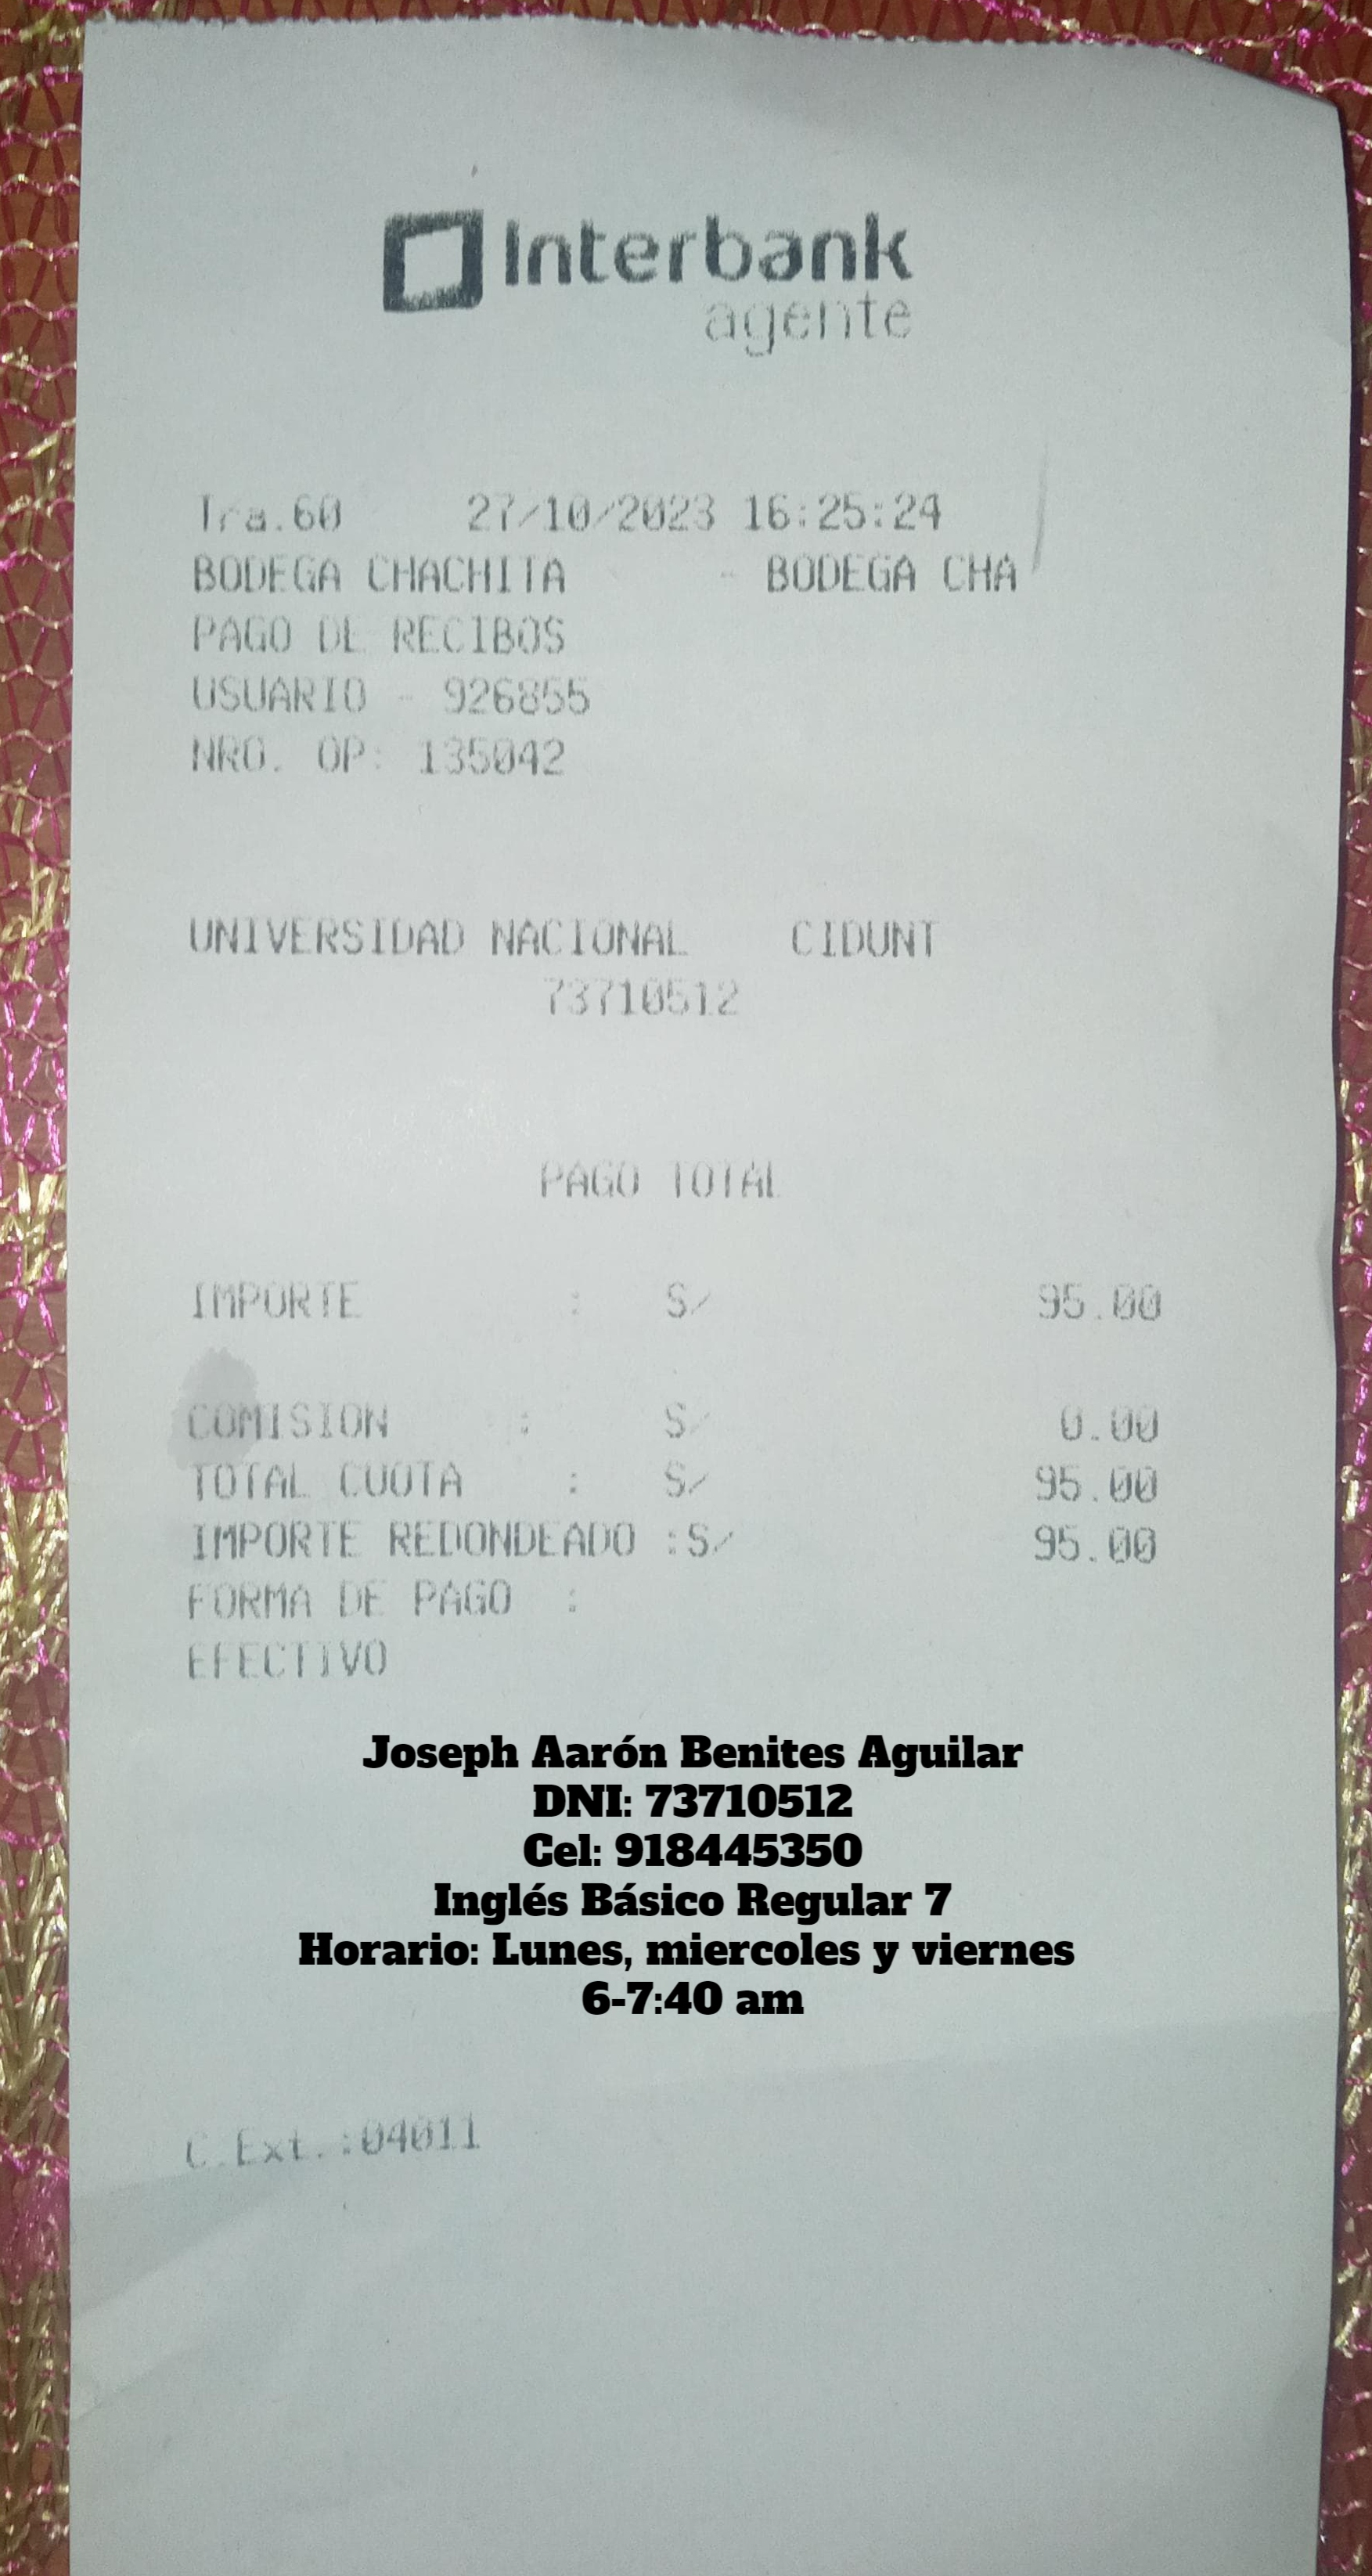 Interbank
agente
Tra.60 27/10/2023 16:25:24
BODEGA CHACHITA - BODEGA CHA
PAGO DE RECIBOS
USUARIO - 926855
NRO. OP: 135042
UNIVERSIDAD NACIONAL CIDUNT
73710512
PAGO TOTAL
IMPORTE : S/ 95.00
COMISION : S/ 0.00
TOTAL CUOTA : S/ 95.00
IMPORTE REDONDEADO :S/ 95.00
FORMA DE PAGO :
EFECTIVO
Joseph Aarón Benites Aguilar
DNI: 73710512
Cel: 918445350
Inglés Básico Regular 7
Horario: Lunes, miercoles y viernes
6-7:40 am
C.Ext.:04011